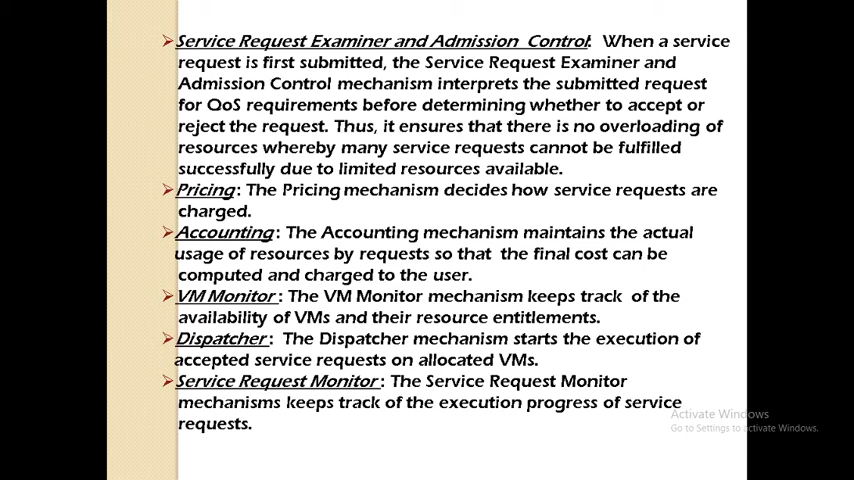 ➢Service Request Examiner and Admission Control: When a service
request is first submitted, the Service Request Examiner and
Admission Control mechanism interprets the submitted request
for QoS requirements before determining whether to accept or
reject the request. Thus, it ensures that there is no overloading of
resources whereby many service requests cannot be fulfilled
successfully due to limited resources available.
➢Pricing: The Pricing mechanism decides how service requests are
charged.
➢Accounting: The Accounting mechanism maintains the actual
usage of resources by requests so that the final cost can be
computed and charged to the user.
➢VM Monitor: The VM Monitor mechanism keeps track of the
availability of VMs and their resource entitlements.
➢Dispatcher: The Dispatcher mechanism starts the execution of
accepted service requests on allocated VMs.
➢Service Request Monitor: The Service Request Monitor
mechanisms keeps track of the execution progress of service
requests.
Activate Windows
Go to Settings to activate Windows.